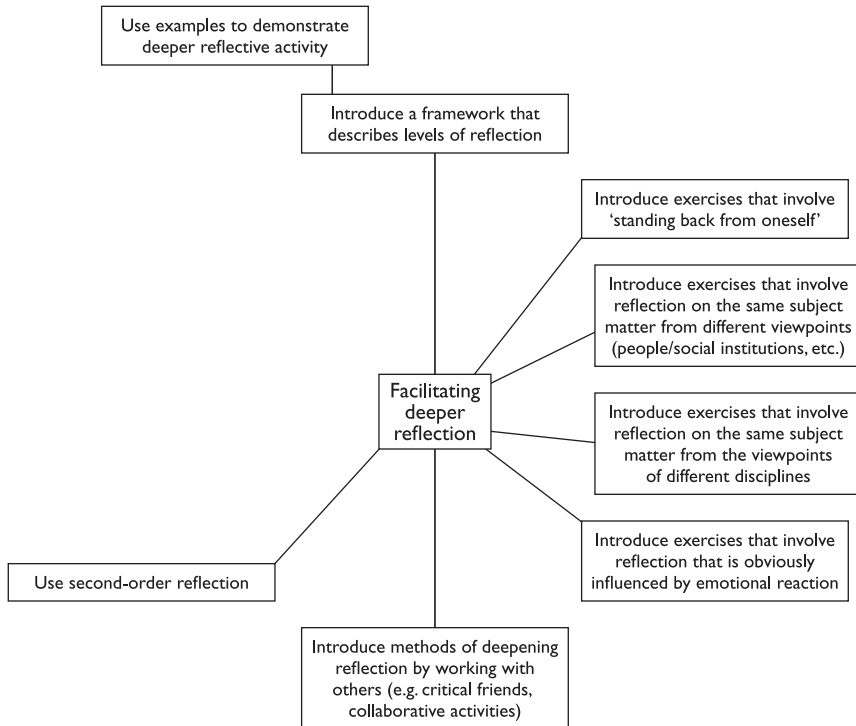 Use examples to demonstrate
deeper reflective activity
Introduce a framework that
describes levels of reflection
Introduce exercises that involve
‘standing back from oneself’
Introduce exercises that involve
reflection on the same subject
matter from different viewpoints
(people/social institutions, etc.)
Facilitating
deeper
reflection
Introduce exercises that involve
reflection on the same subject
matter from the viewpoints
of different disciplines
Introduce exercises that involve
reflection that is obviously
influenced by emotional reaction
Use second-order reflection
Introduce methods of deepening
reflection by working with
others (e.g. critical friends,
collaborative activities)